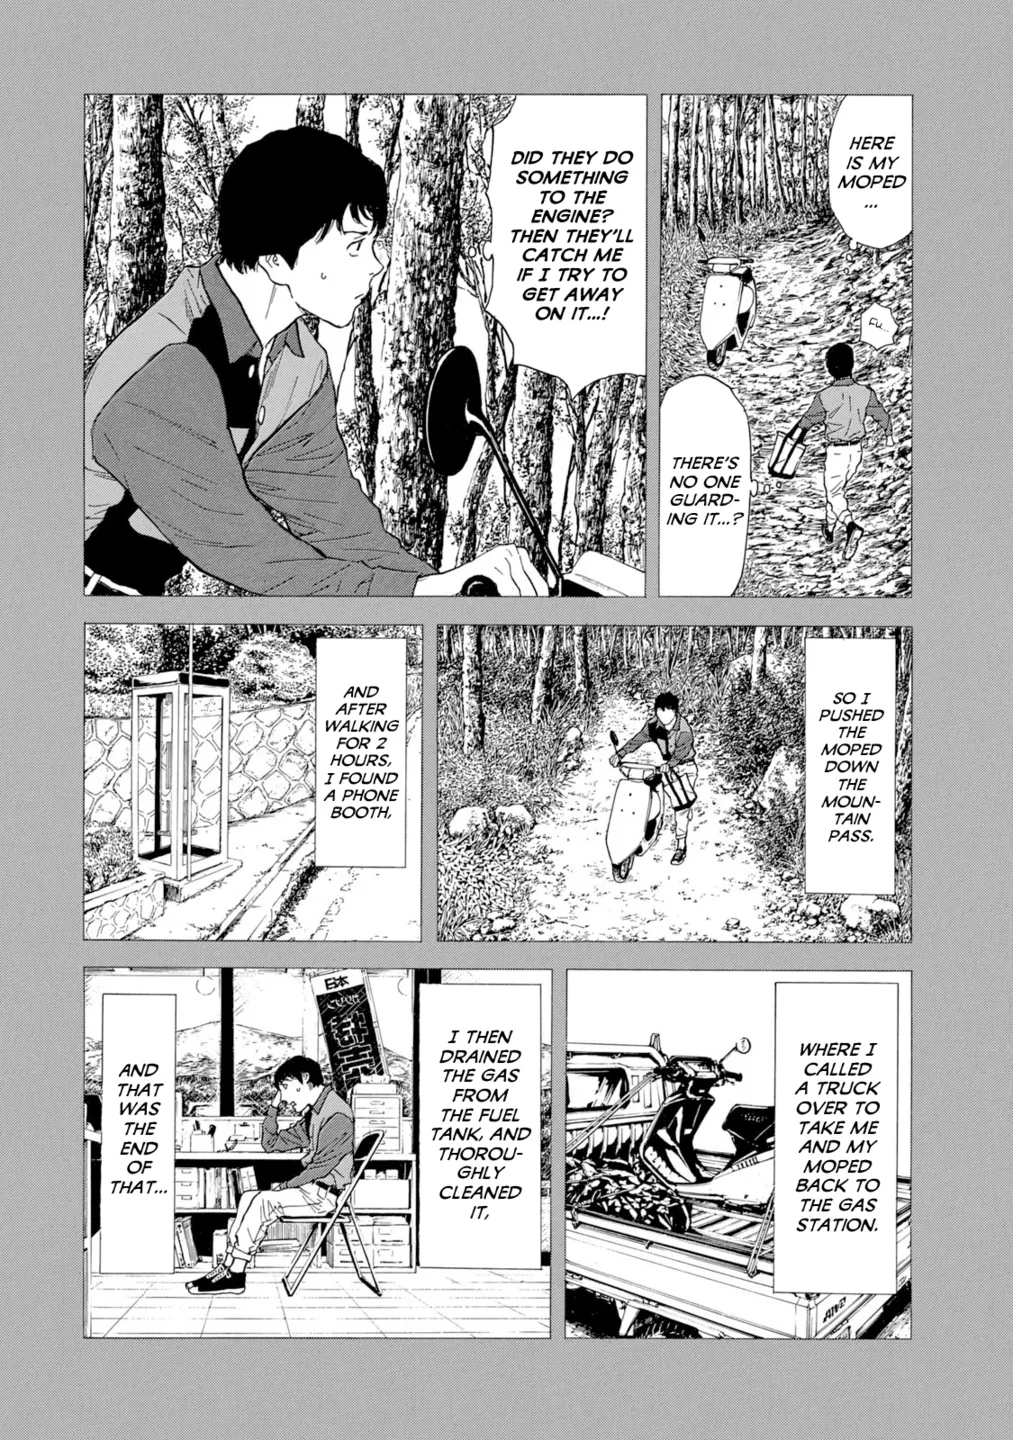 HERE
IS MY
MOPED
...
FU...
THERE'S
NO ONE
GUARD-
ING IT...?
DID THEY DO
SOMETHING
TO THE
ENGINE?
THEN THEY'LL
CATCH ME
IF I TRY TO
GET AWAY
ON IT...!
SO I
PUSHED
THE
MOPED
DOWN
THE
MOUN-
TAIN
PASS.
AND
AFTER
WALKING
FOR 2
HOURS,
I FOUND
A PHONE
BOOTH,
WHERE I
CALLED
A TRUCK
OVER TO
TAKE ME
AND MY
MOPED
BACK TO
THE GAS
STATION.
I THEN
DRAINED
THE GAS
FROM
THE FUEL
TANK, AND
THOROU-
GHLY
CLEANED
IT,
日本
AND
THAT
WAS
THE
END
OF
THAT...